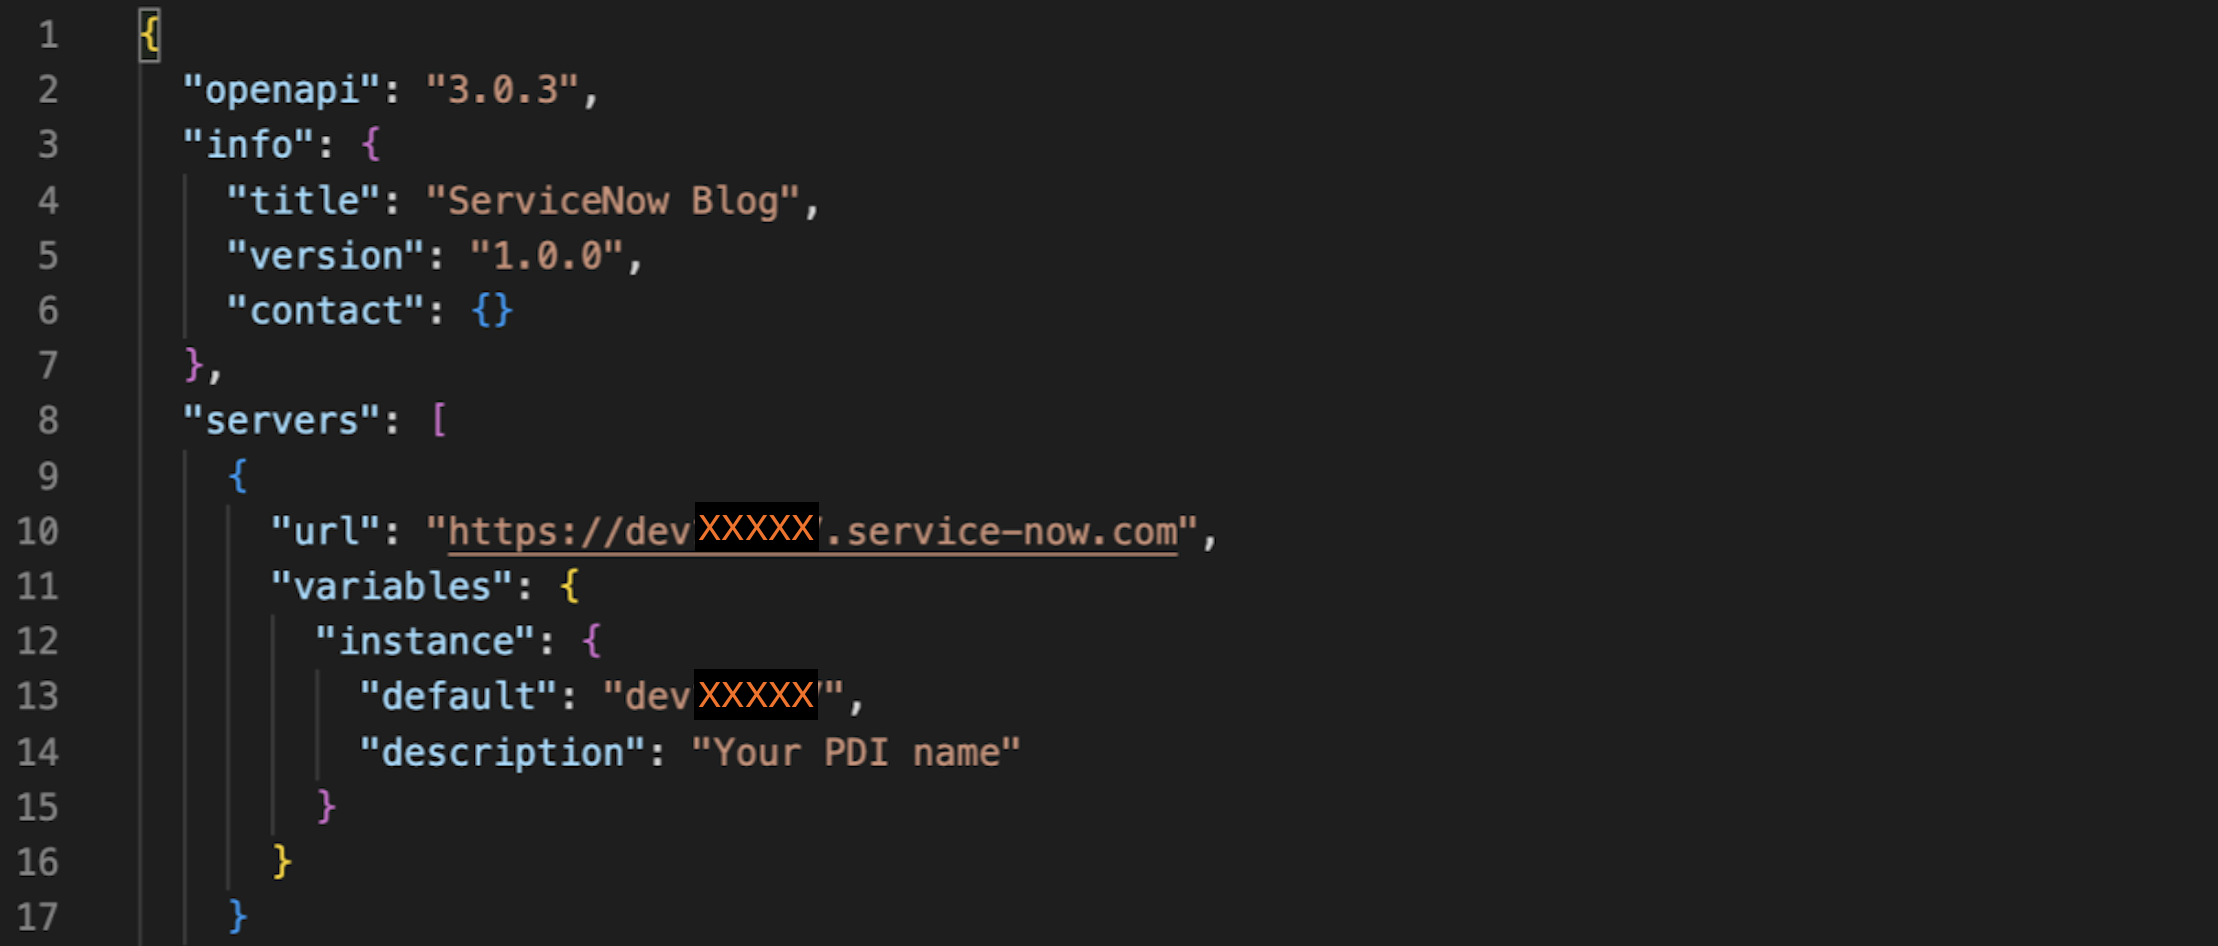 1 {
2 "openapi": "3.0.3",
3 "info": {
4 "title": "ServiceNow Blog",
5 "version": "1.0.0",
6 "contact": {}
7 },
8 "servers": [
9 {
10 "url": "https://devXXXXX.service-now.com",
11 "variables": {
12 "instance": {
13 "default": "devXXXXX",
14 "description": "Your PDI name"
15 }
16 }
17 }